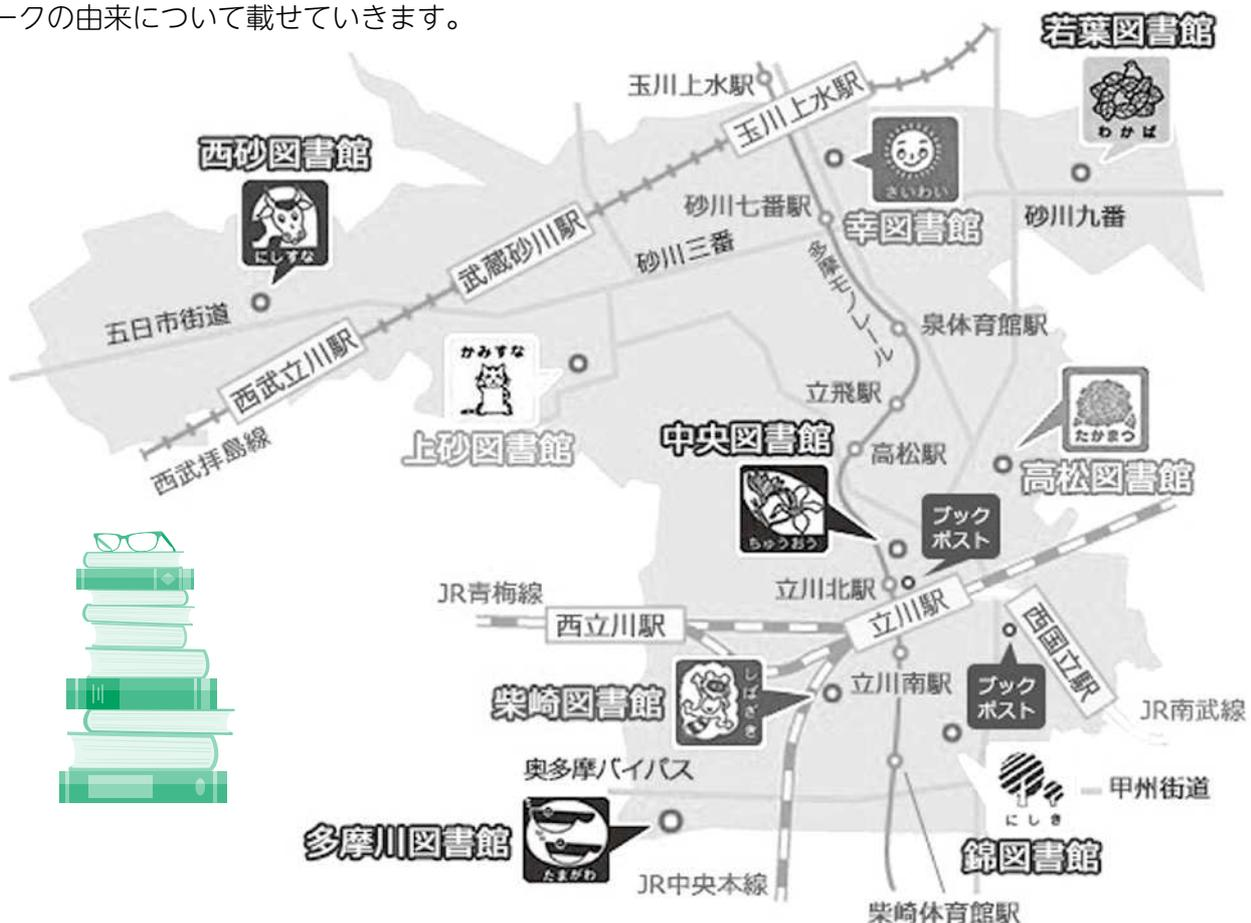 ークの由来について載せていきます。
若葉図書館
わかば
玉川上水駅
玉川上水駅
西砂図書館
にしすな
さいわい
幸図書館
砂川七番駅
砂川九番
武蔵砂川駅
砂川三番
多摩モノレール
五日市街道
西武立川駅
かみすな
上砂図書館
泉体育館駅
立飛駅
西武拝島線
中央図書館
ちゅうおう
高松駅
たかまつ
高松図書館
ブック
ポスト
JR青梅線
西立川駅
立川北駅
立川駅
西国立駅
柴崎図書館
しばさき
立川南駅
ブック
ポスト
JR南武線
奥多摩バイパス
にしき
甲州街道
錦図書館
多摩川図書館
たまがわ
JR中央本線
柴崎体育館駅